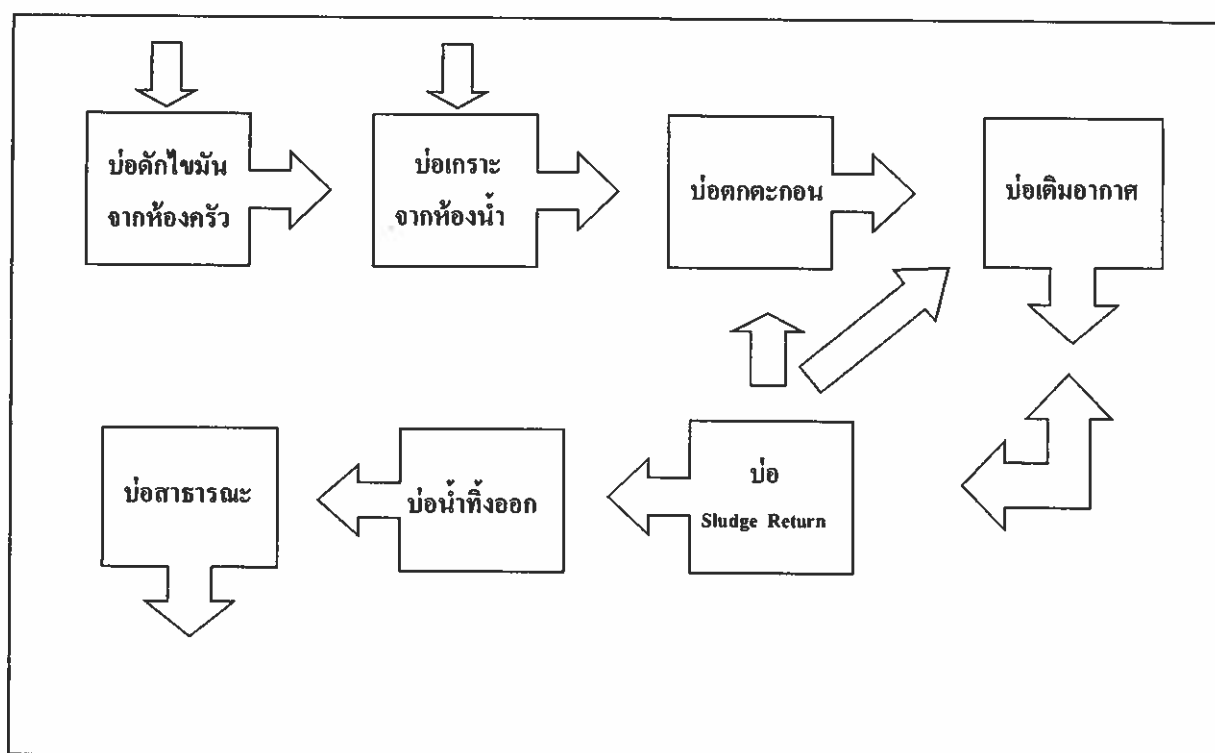 บ่อดักไขมัน
จากห้องครัว
บ่อเกราะ
จากห้องน้ำ
บ่อตกตะกอน
บ่อเติมอากาศ
บ่อสาธารณะ
บ่อน้ำทิ้งออก
บ่อ
Sludge Return